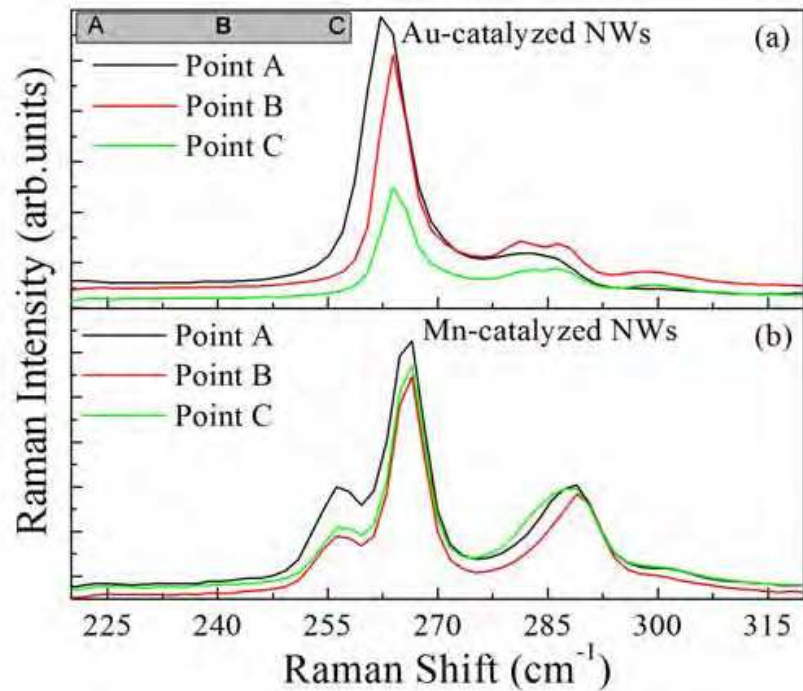 A B C
Au-catalyzed NWs
(a)
Point A
Point B
Point C
Mn-catalyzed NWs
(b)
Point A
Point B
Point C
Raman Intensity (arb.units)
225 240 255 270 285 300 315
Raman Shift (cm⁻¹)